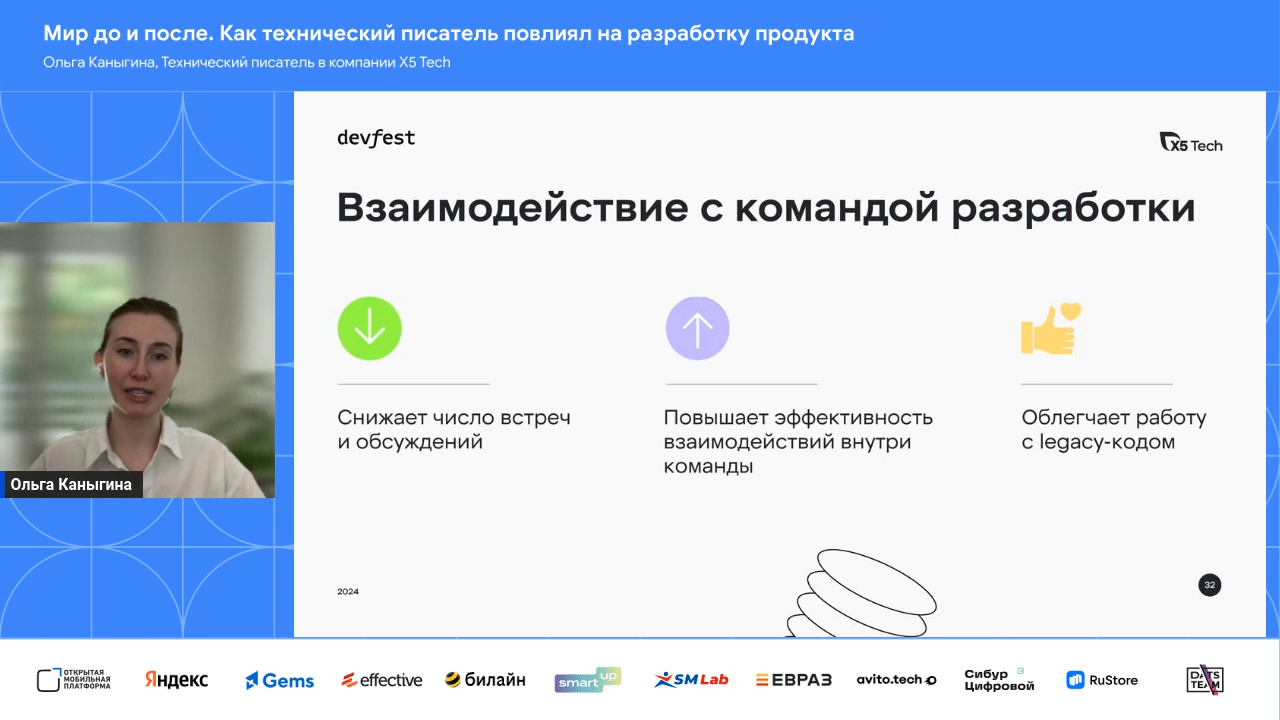 Мир до и после. Как технический писатель повлиял на разработку продукта
Ольга Каныгина, Технический писатель в компании X5 Tech
devfest
X5 Tech
Взаимодействие с командой разработки
Снижает число встреч
и обсуждений
Повышает эффективность
взаимодействий внутри
команды
Облегчает работу
с legacy-кодом
Ольга Каныгина
2024
32
ОТКРЫТАЯ
МОБИЛЬНАЯ
ПЛАТФОРМА
Яндекс
Gems
effective
билайн
smart up
SM Lab
ЕВРАЗ
avito.tech
Сибур
Цифровой
RuStore
DATS
TEAM